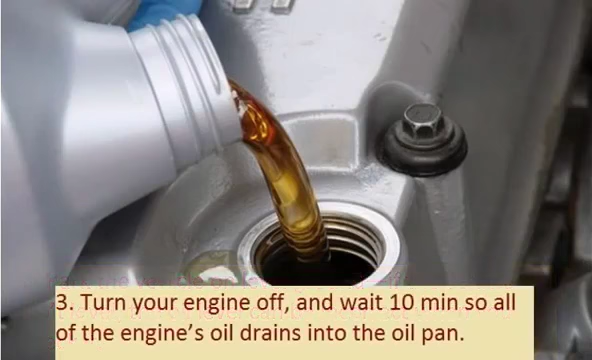 3. Turn your engine off, and wait 10 min so all
of the engine's oil drains into the oil pan.